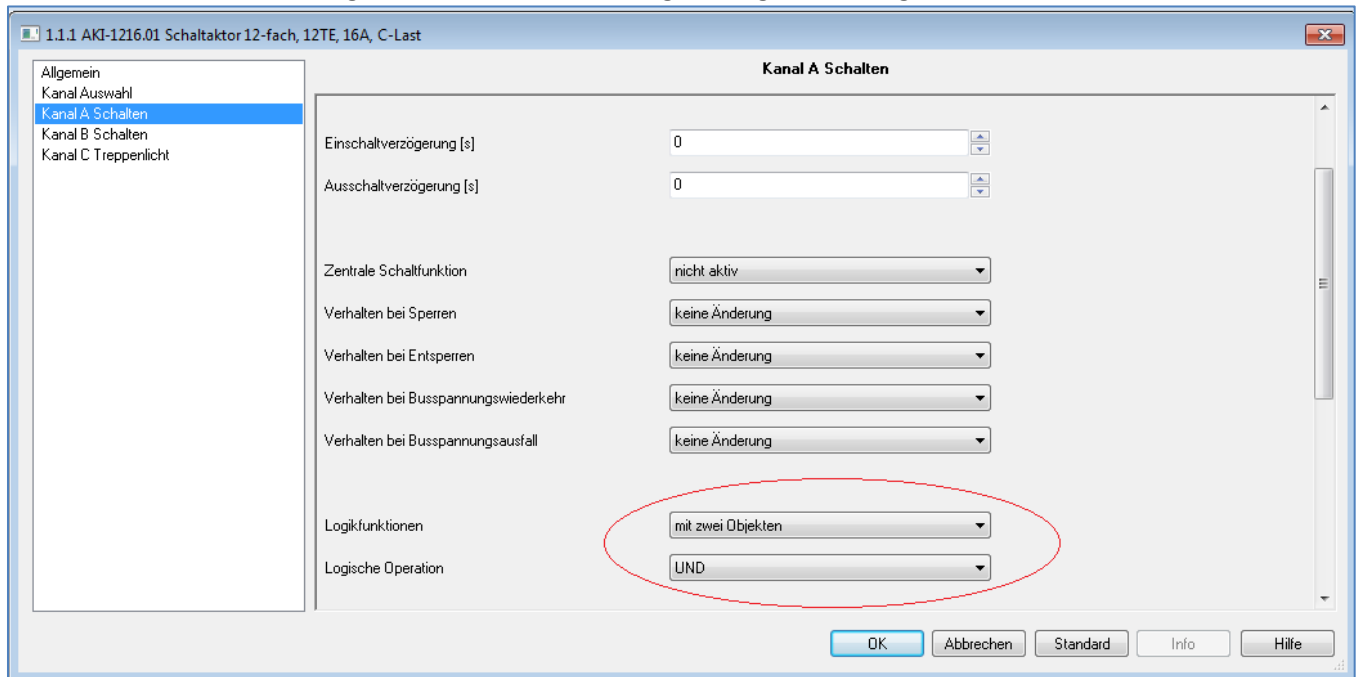 1.1.1 AKI-1216.01 Schaltaktor 12-fach, 12TE, 16A, C-Last
Allgemein
Kanal Auswahl
Kanal A Schalten
Kanal B Schalten
Kanal C Treppenlicht
Kanal A Schalten
Einschaltverzögerung [s] 0
Ausschaltverzögerung [s] 0
Zentrale Schaltfunktion nicht aktiv
Verhalten bei Sperren keine Änderung
Verhalten bei Entsperren keine Änderung
Verhalten bei Busspannungswiederkehr keine Änderung
Verhalten bei Busspannungsausfall keine Änderung
Logikfunktionen mit zwei Objekten
Logische Operation UND
OK Abbrechen Standard Info Hilfe